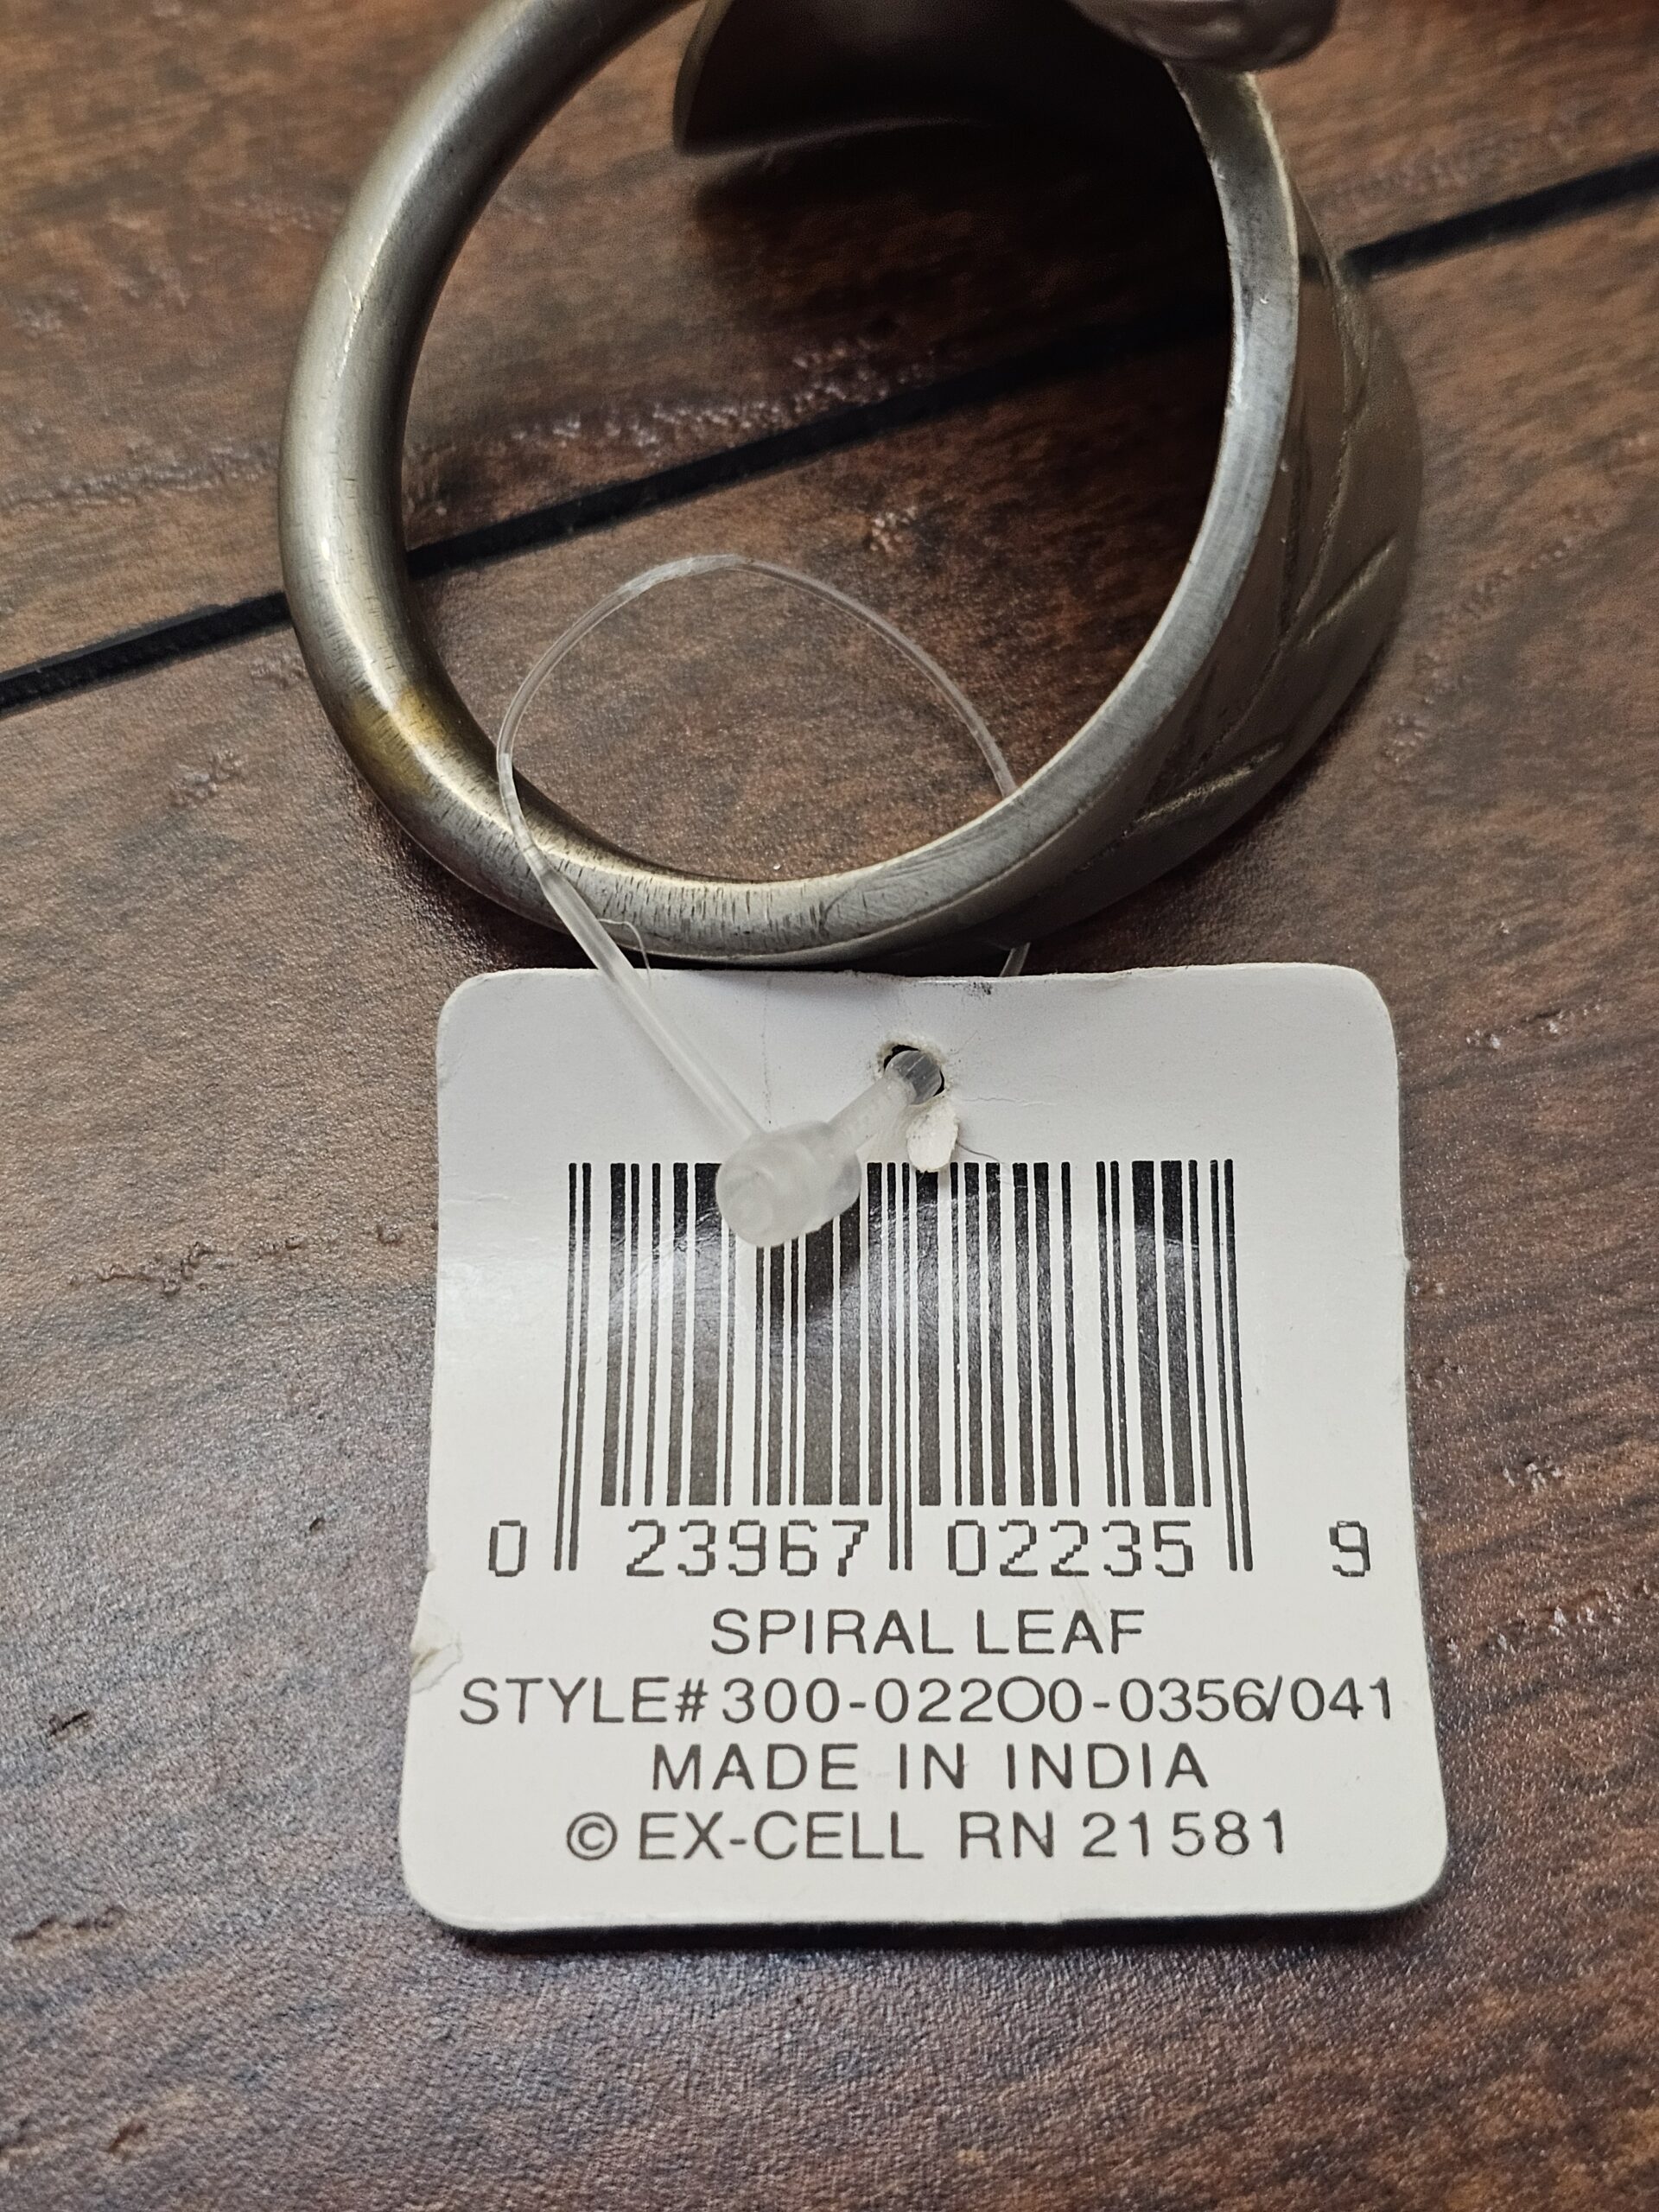 0 23967 02235 9
SPIRAL LEAF
STYLE# 300-02200-0356/041
MADE IN INDIA
© EX-CELL RN 21581